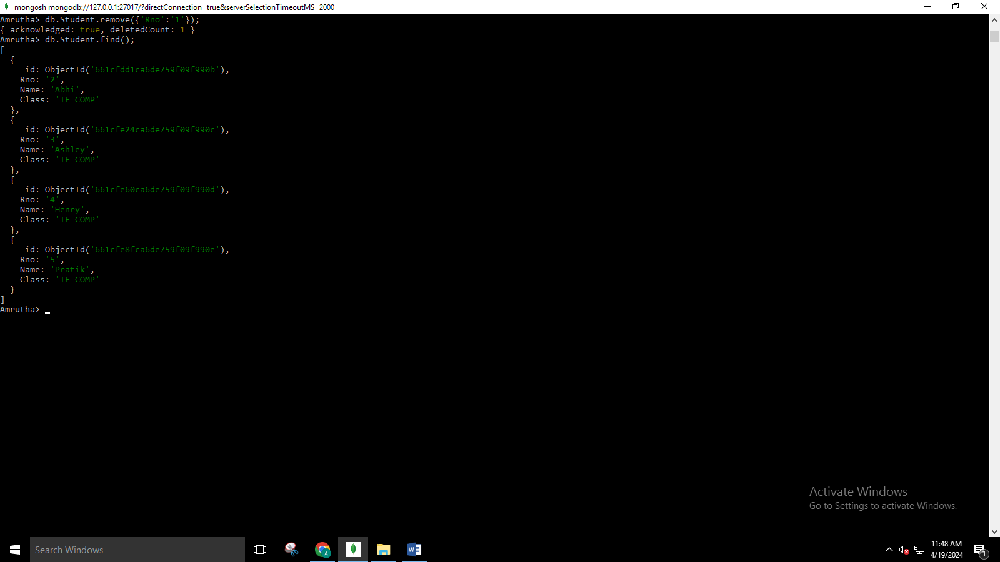 mongosh mongodb://127.0.0.1:27017/?directConnection=true&serverSelectionTimeoutMS=2000
Amrutha> db.Student.remove({'Rno':'1'});
{ acknowledged: true, deletedCount: 1 }
Amrutha> db.Student.find();
[
  {
    _id: ObjectId('661cfdd1ca6de759f09f990b'),
    Rno: '2',
    Name: 'Abhi',
    Class: 'TE COMP'
  },
  {
    _id: ObjectId('661cfe24ca6de759f09f990c'),
    Rno: '3',
    Name: 'Ashley',
    Class: 'TE COMP'
  },
  {
    _id: ObjectId('661cfe60ca6de759f09f990d'),
    Rno: '4',
    Name: 'Henry',
    Class: 'TE COMP'
  },
  {
    _id: ObjectId('661cfe8fca6de759f09f990e'),
    Rno: '5',
    Name: 'Pratik',
    Class: 'TE COMP'
  }
]
Amrutha>
Activate Windows
Go to Settings to activate Windows.
Search Windows
A
W
11:48 AM
4/19/2024
1